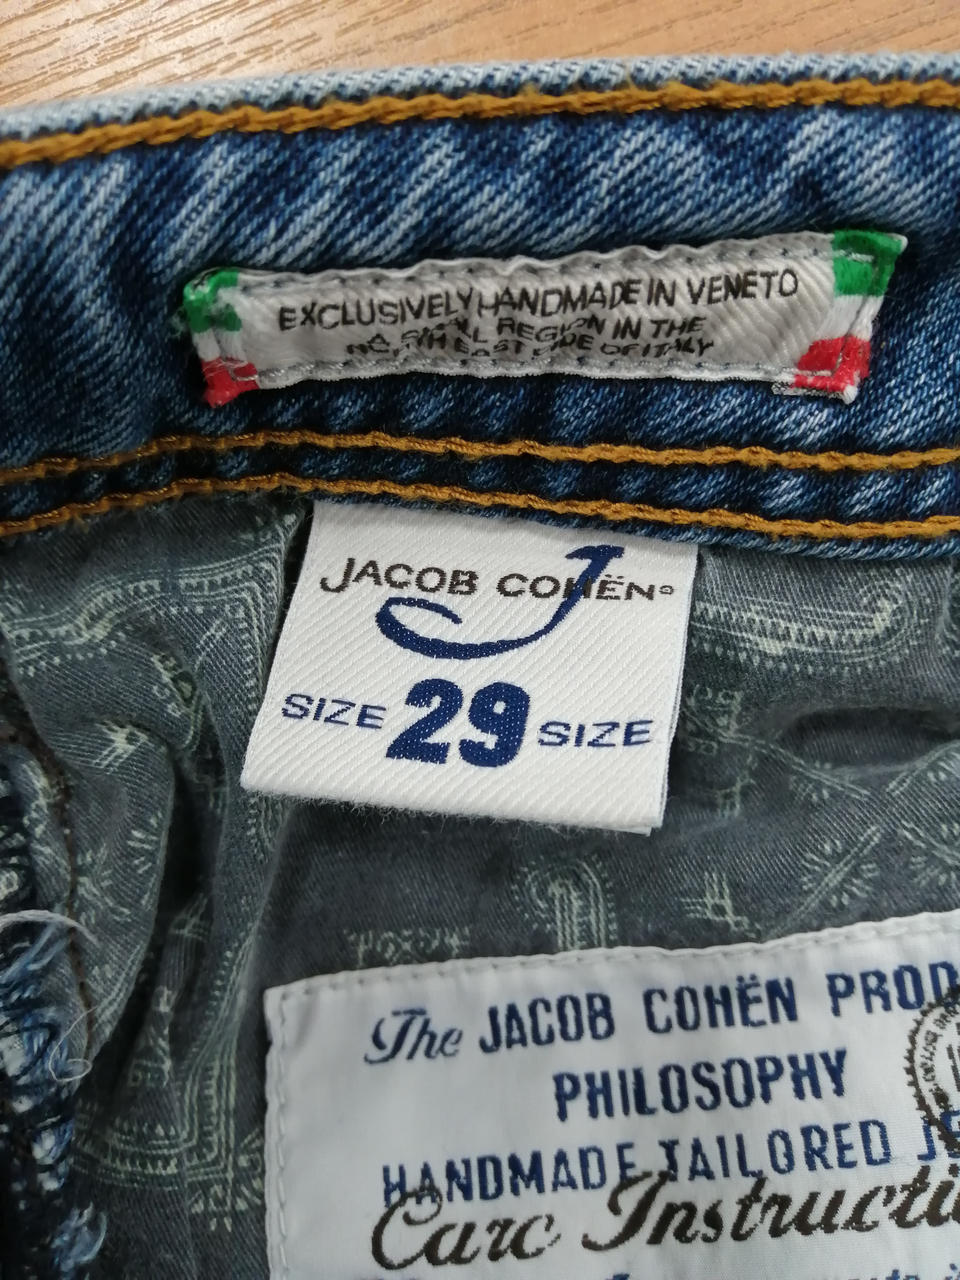 EXCLUSIVELY HANDMADE IN VENETO
A SMALL REGION IN THE
NORTH EAST SIDE OF ITALY
JACOB COHËN®
SIZE 29 SIZE
The JACOB COHËN PROD
PHILOSOPHY
HANDMADE TAILORED JE
Care Instructi